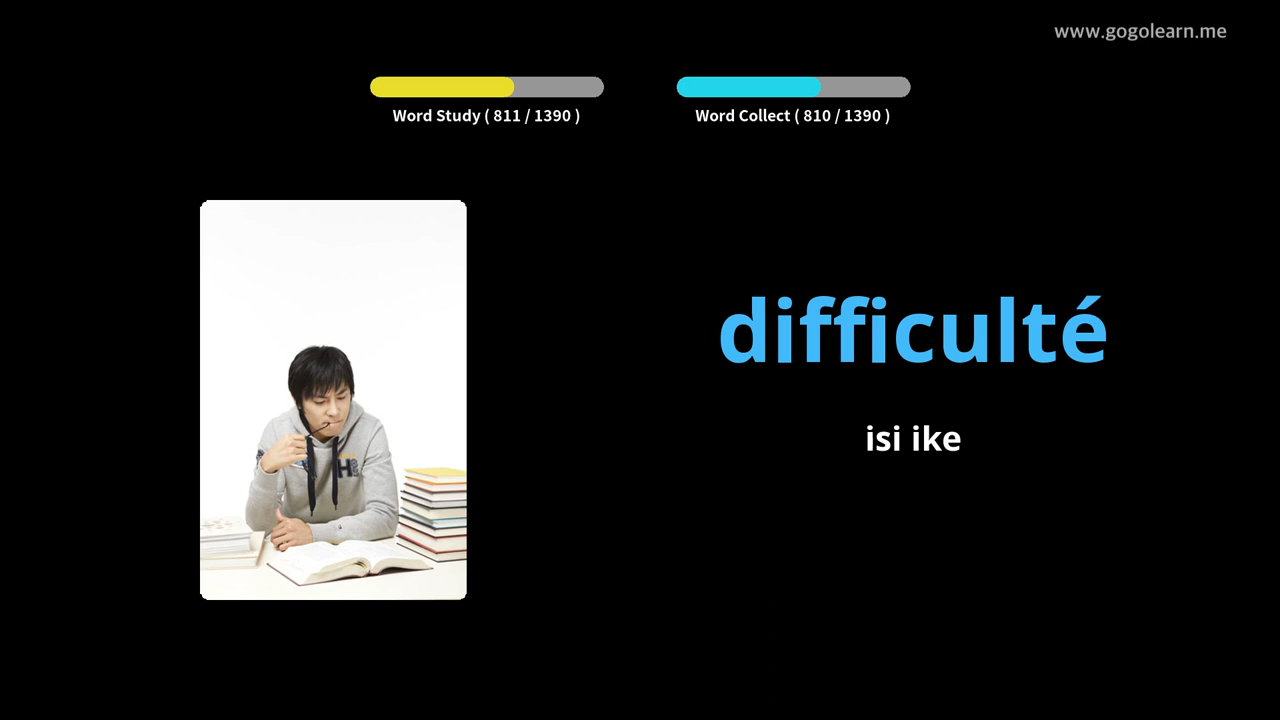 www.gogolearn.me
Word Study ( 811 / 1390 )
Word Collect ( 810 / 1390 )
difficulté
isi ike
H